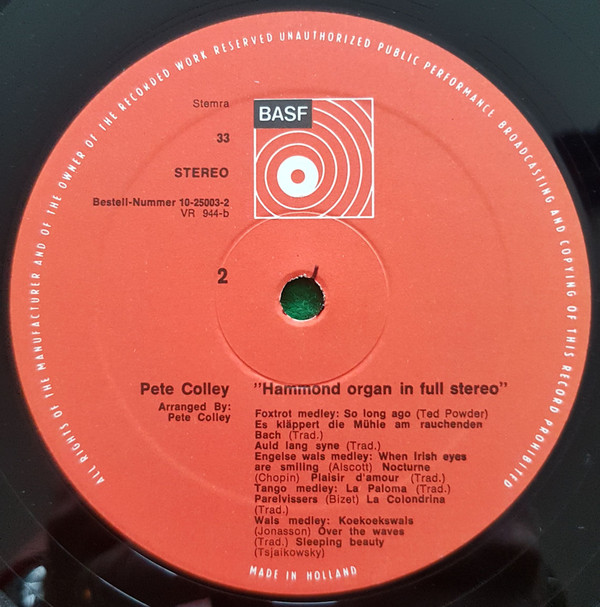 ALL RIGHTS OF THE MANUFACTURER AND OF THE OWNER OF THE RECORDED WORK RESERVED UNAUTHORIZED PUBLIC PERFORMANCE BROADCASTING AND COPYING OF THIS RECORD PROHIBITED
Stemra
BASF
33
STEREO
Bestell-Nummer 10-25003-2
VR 944-b
2
Pete Colley
"Hammond organ in full stereo"
Arranged By:
Pete Colley
Foxtrot medley: So long ago (Ted Powder)
Es kläppert die Mühle am rauchenden
Bach (Trad.)
Auld lang syne (Trad.)
Engelse wals medley: When Irish eyes
are smiling (Alscott) Nocturne
(Chopin) Plaisir d'amour (Trad.)
Tango medley: La Paloma (Trad.)
Parelvissers (Bizet) La Colondrina
(Trad.)
Wals medley: Koekoekswals
(Jonasson) Over the waves
(Trad.) Sleeping beauty
(Tsjaikowsky)
MADE IN HOLLAND